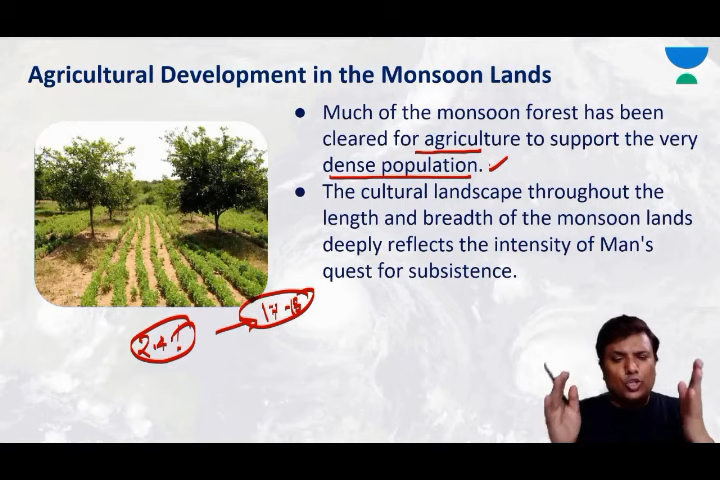 Agricultural Development in the Monsoon Lands
● Much of the monsoon forest has been
cleared for agriculture to support the very
dense population.
● The cultural landscape throughout the
length and breadth of the monsoon lands
deeply reflects the intensity of Man's
quest for subsistence.